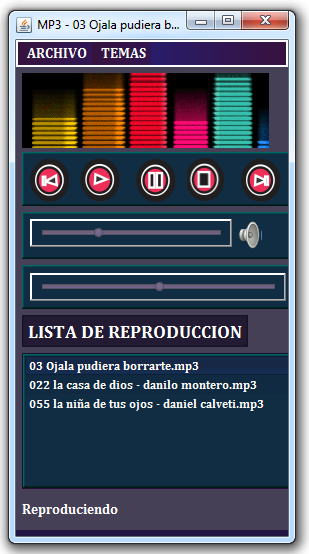 MP3 - 03 Ojala pudiera b...
ARCHIVO TEMAS
LISTA DE REPRODUCCION
03 Ojala pudiera borrarte.mp3
022 la casa de dios - danilo montero.mp3
055 la niña de tus ojos - daniel calveti.mp3
Reproduciendo